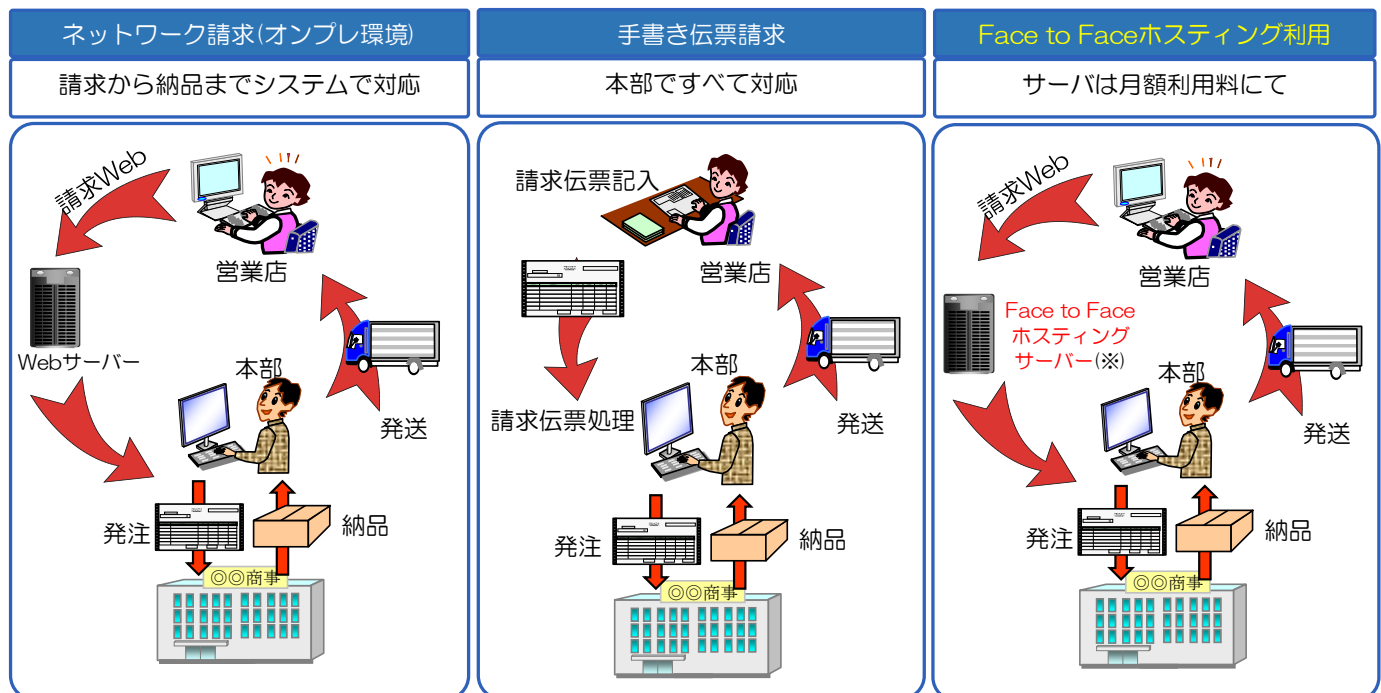 ネットワーク請求(オンプレ環境)
請求から納品までシステムで対応
請求Web
営業店
Webサーバー
本部
発送
発注
納品
◎◎商事
手書き伝票請求
本部ですべて対応
請求伝票記入
営業店
本部
請求伝票処理
発送
発注
納品
◎◎商事
Face to Faceホスティング利用
サーバは月額利用料にて
請求Web
営業店
Face to Face
ホスティング
サーバー(※)
本部
発送
発注
納品
◎◎商事